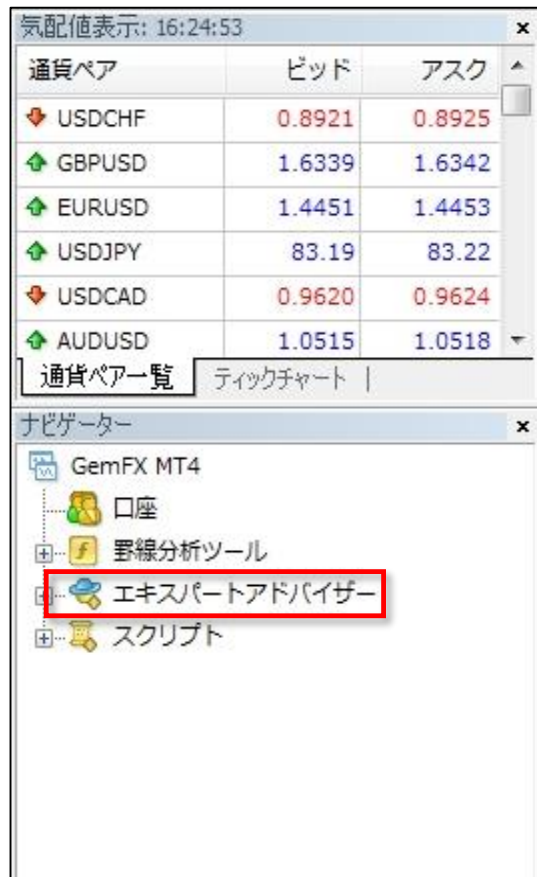 気配値表示: 16:24:53
通貨ペア ビッド アスク
USDCHF 0.8921 0.8925
GBPUSD 1.6339 1.6342
EURUSD 1.4451 1.4453
USDJPY 83.19 83.22
USDCAD 0.9620 0.9624
AUDUSD 1.0515 1.0518
通貨ペア一覧 ティックチャート
ナビゲーター
GemFX MT4
口座
罫線分析ツール
エキスパートアドバイザー
スクリプト